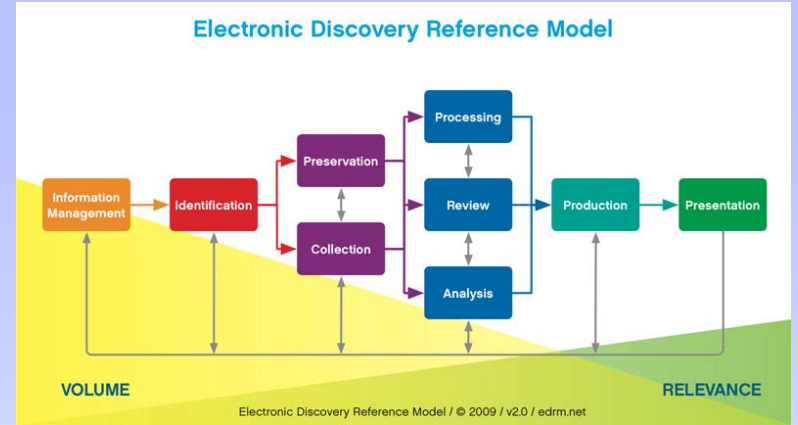 Electronic Discovery Reference Model
Processing
Preservation
Information
Management
Identification
Review
Production
Presentation
Collection
Analysis
VOLUME
RELEVANCE
Electronic Discovery Reference Model / © 2009 / v2.0 / edrm.net